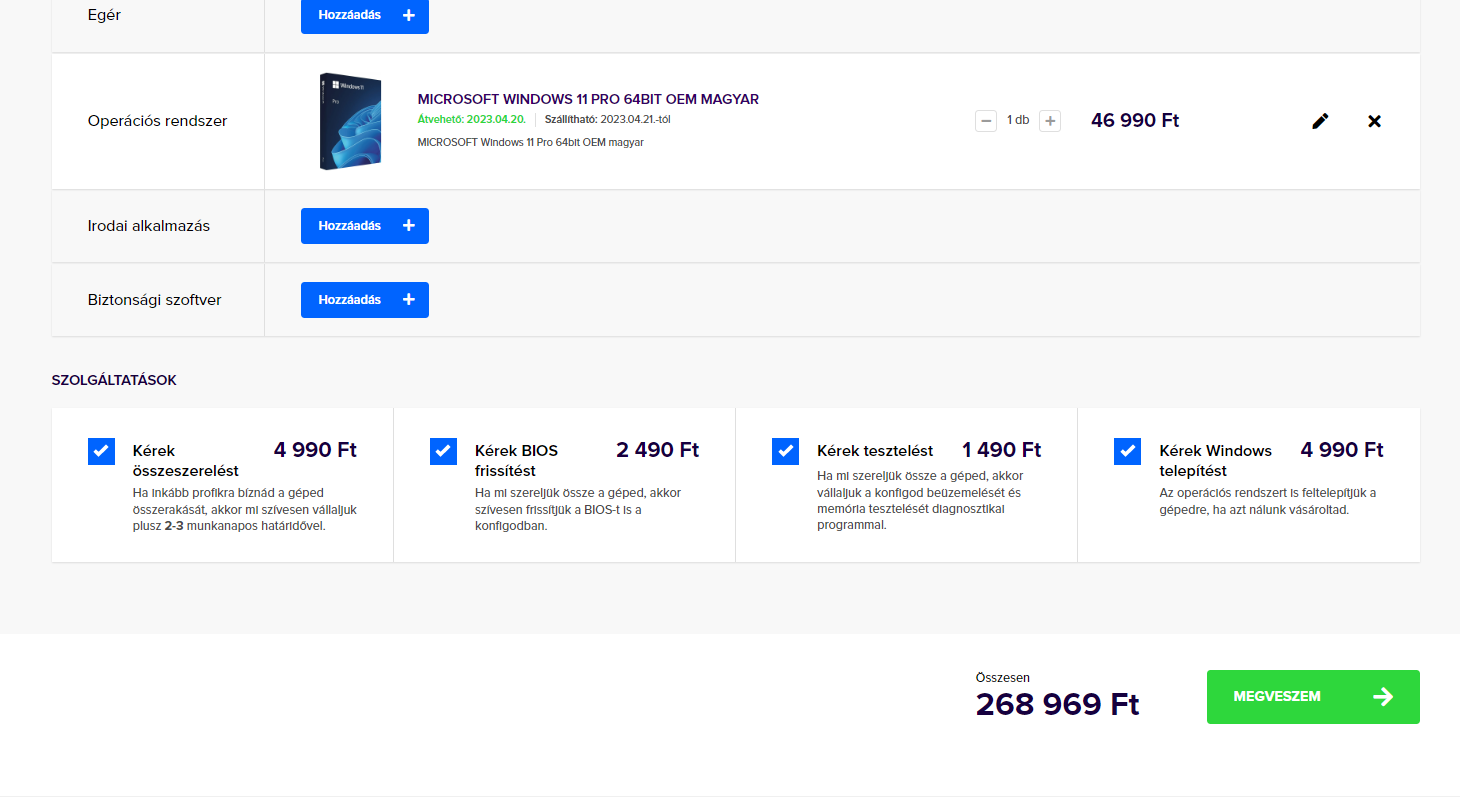 Egér
Hozzáadás
Operációs rendszer
Windows 11
Pro
MICROSOFT WINDOWS 11 PRO 64BIT OEM MAGYAR
Átvehető: 2023.04.20. Szállítható: 2023.04.21.-tól
MICROSOFT Windows 11 Pro 64bit OEM magyar
1 db
46 990 Ft
Irodai alkalmazás
Hozzáadás
Biztonsági szoftver
Hozzáadás
SZOLGÁLTATÁSOK
Kérek
összeszerelést
4 990 Ft
Ha inkább profikra bíznád a géped
összerakását, akkor mi szívesen vállaljuk
plusz 2-3 munkanapos határidővel.
Kérek BIOS
frissítést
2 490 Ft
Ha mi szereljük össze a géped, akkor
szívesen frissítjük a BIOS-t is a
konfigodban.
Kérek tesztelést
1 490 Ft
Ha mi szereljük össze a géped, akkor
vállaljuk a konfigod beüzemelését és
memória tesztelését diagnosztikai
programmal.
Kérek Windows
telepítést
4 990 Ft
Az operációs rendszert is feltelepítjük a
gépedre, ha azt nálunk vásároltad.
Összesen
268 969 Ft
MEGVESZEM